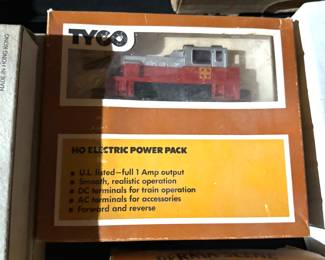 MADE IN HONG KONG
TYCO
HO ELECTRIC POWER PACK
• U.L. listed—full 1 Amp output
• Smooth, realistic operation
• DC terminals for train operation
• AC terminals for accessories
• Forward and reverse